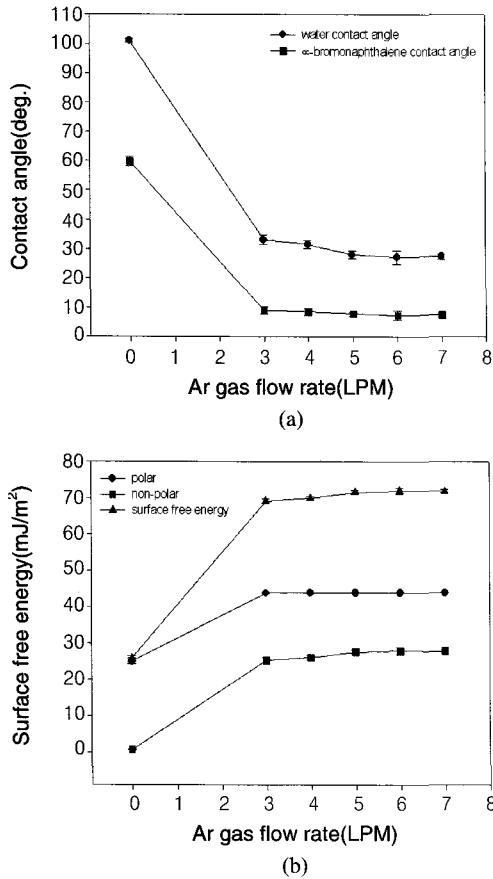 110
100
90
80
70
60
50
40
30
20
10
0
Contact angle(deg.)
water contact angle
∝-bromonaphthalene contact angle
0 1 2 3 4 5 6 7 8
Ar gas flow rate(LPM)
(a)
80
70
60
50
40
30
20
10
0
Surface free energy(mJ/m²)
polar
non-polar
surface free energy
0 1 2 3 4 5 6 7 8
Ar gas flow rate(LPM)
(b)